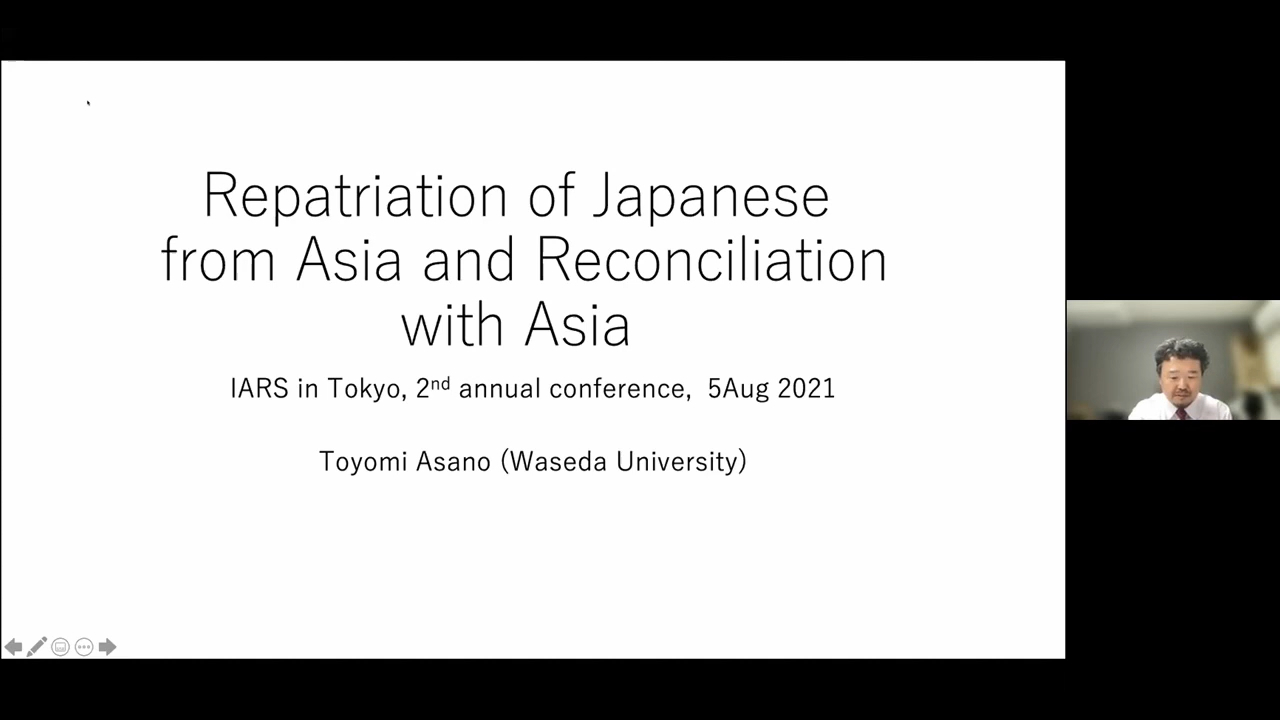 Repatriation of Japanese
from Asia and Reconciliation
with Asia
IARS in Tokyo, 2nd annual conference,  5Aug 2021
Toyomi Asano (Waseda University)